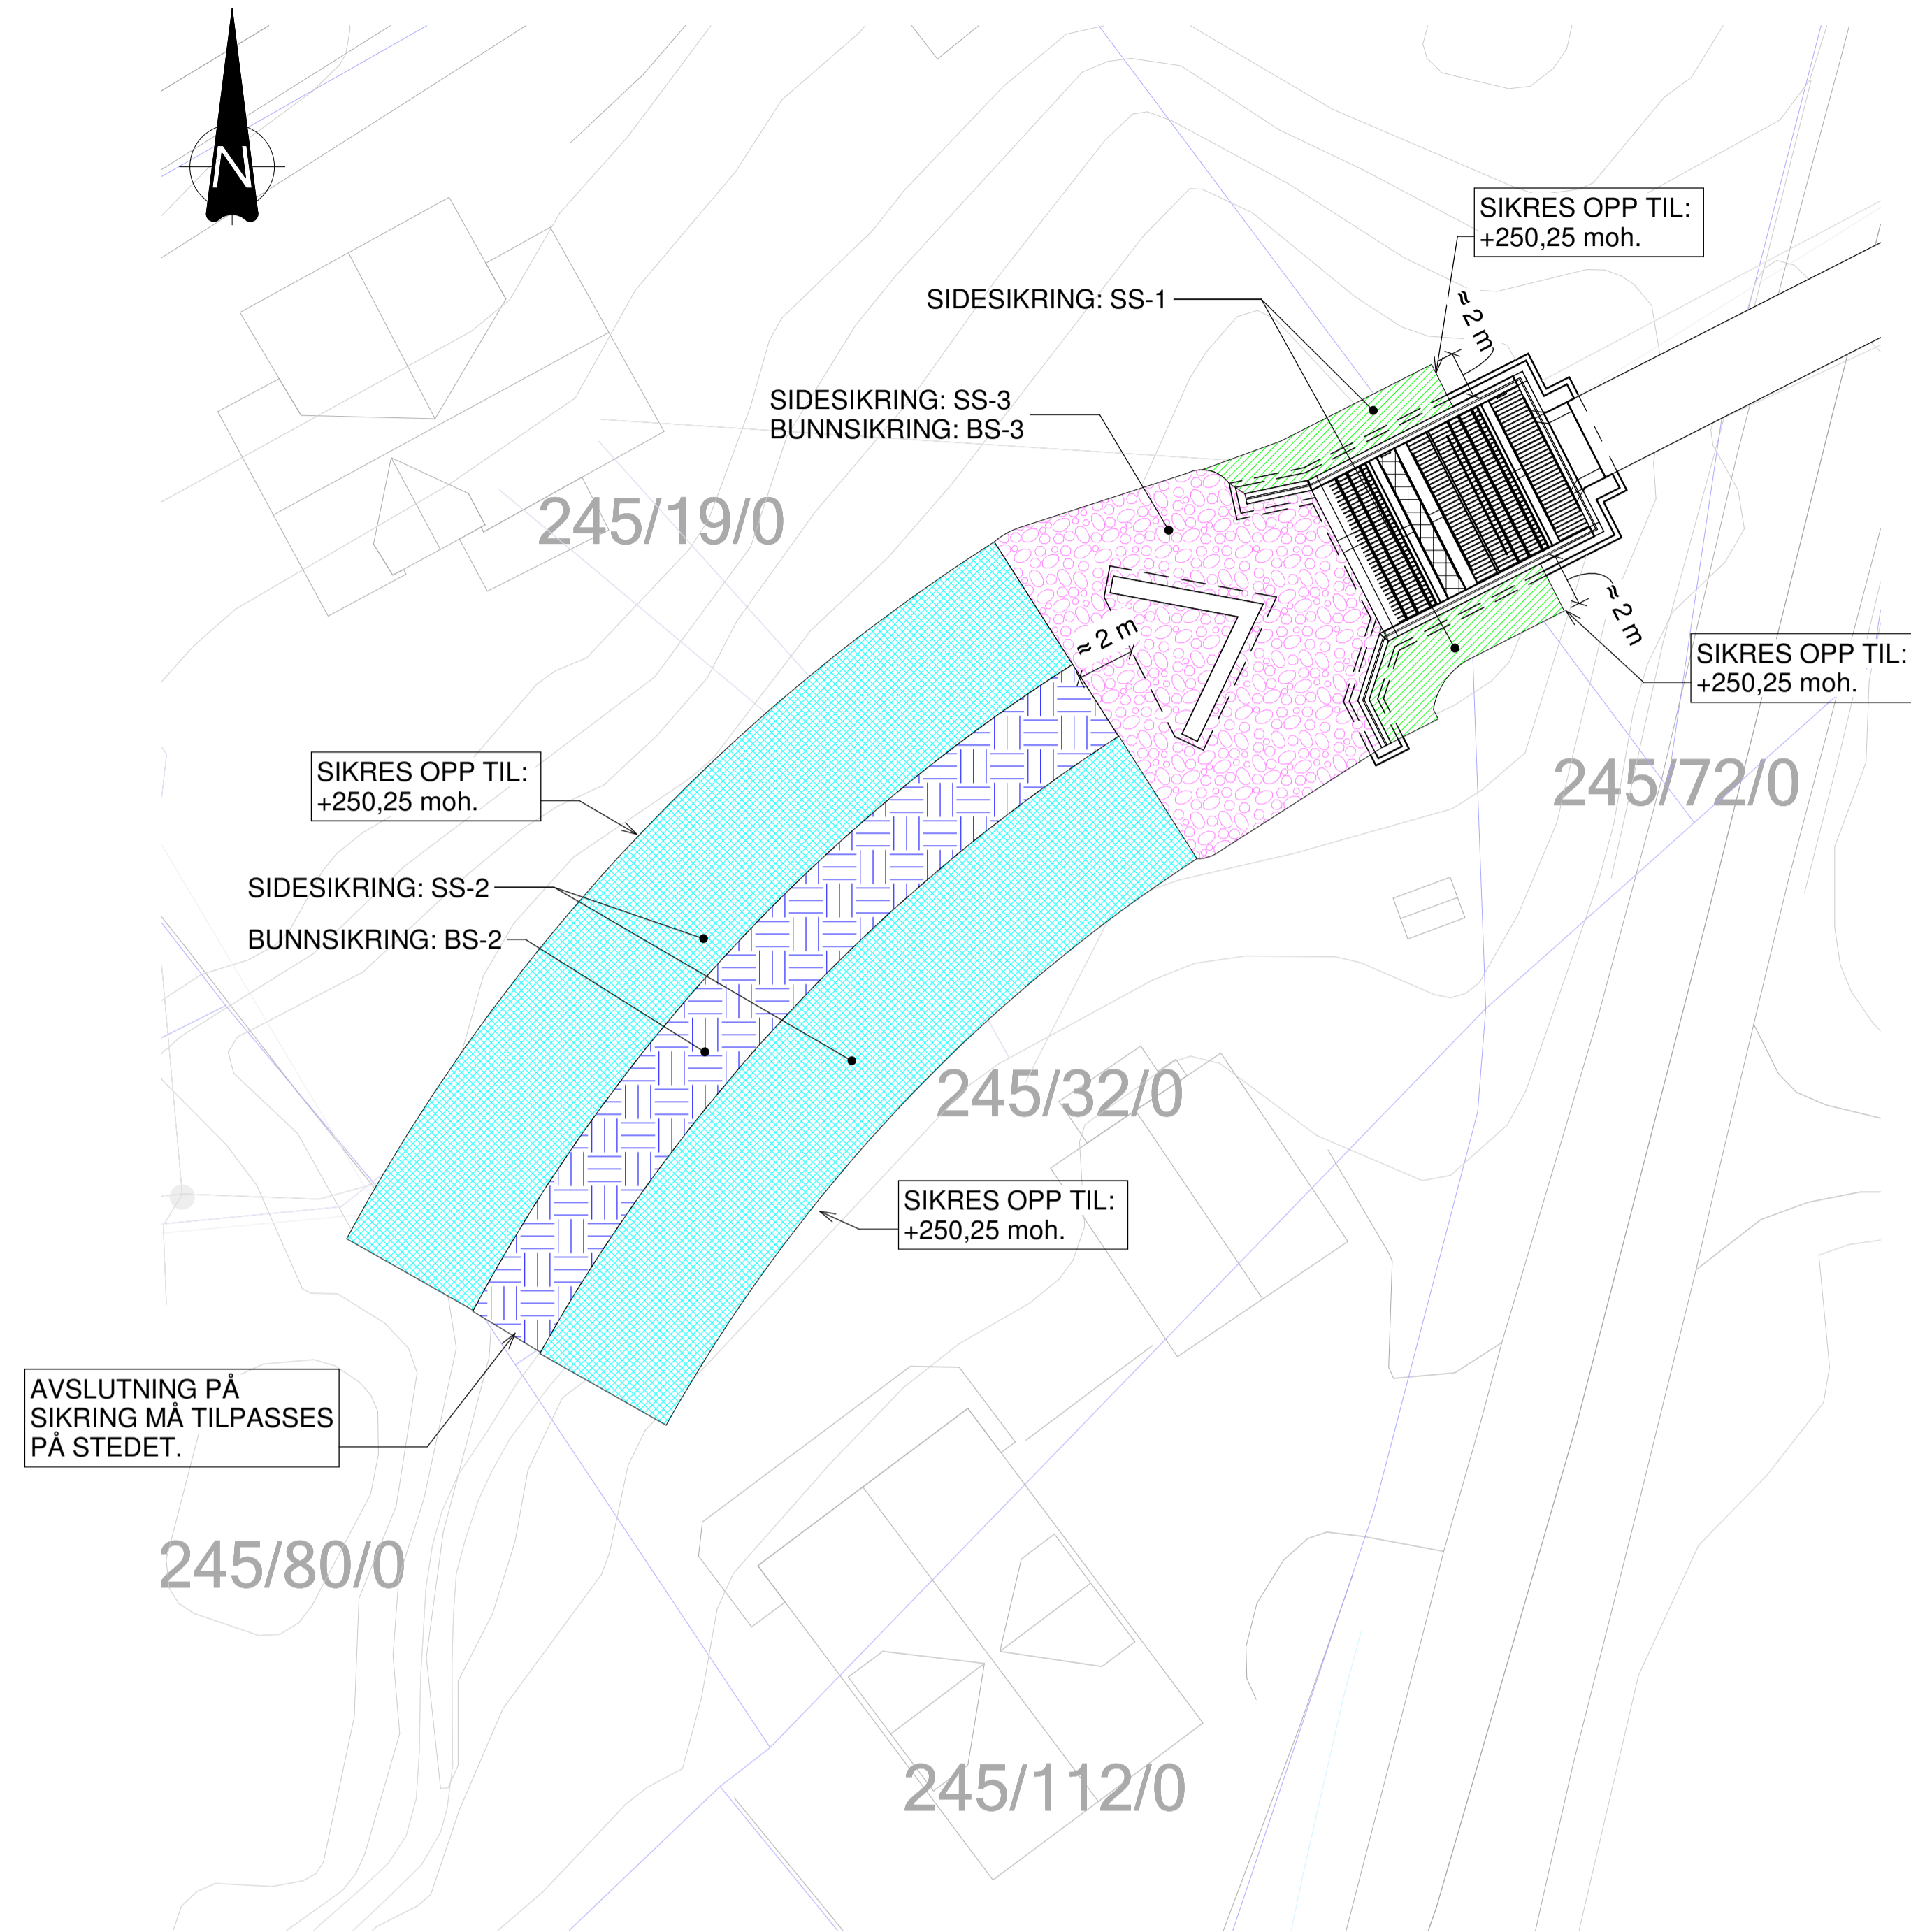 N
SIKRES OPP TIL:
+250,25 moh.
SIDESIKRING: SS-1
≈ 2 m
SIDESIKRING: SS-3
BUNNSIKRING: BS-3
245/19/0
≈ 2 m
≈ 2 m
SIKRES OPP TIL:
+250,25 moh.
245/72/0
SIKRES OPP TIL:
+250,25 moh.
SIDESIKRING: SS-2
BUNNSIKRING: BS-2
245/32/0
SIKRES OPP TIL:
+250,25 moh.
AVSLUTNING PÅ
SIKRING MÅ TILPASSES
PÅ STEDET.
245/80/0
245/112/0